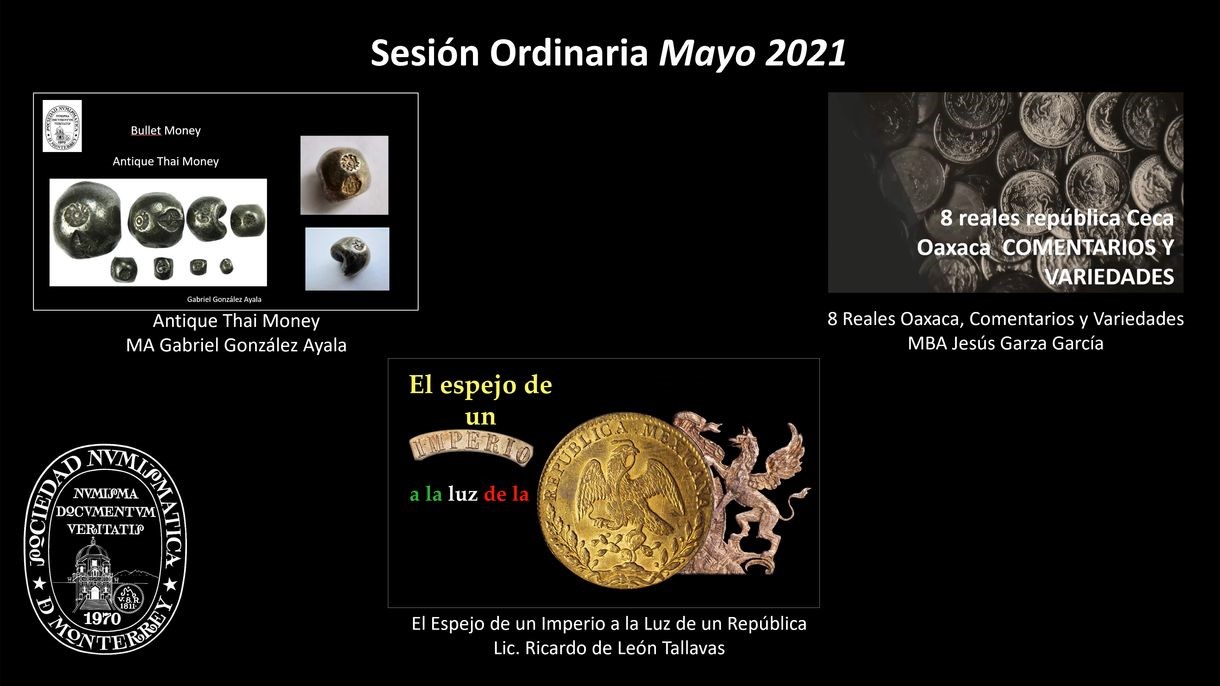 Sesión Ordinaria Mayo 2021
Bullet Money
Antique Thai Money
Gabriel González Ayala
Antique Thai Money
MA Gabriel González Ayala
8 reales república Ceca
Oaxaca COMENTARIOS Y
VARIEDADES
8 Reales Oaxaca, Comentarios y Variedades
MBA Jesús Garza García
El espejo de
un
IMPERIO
a la luz de la
REPUBLICA MEXICANA
El Espejo de un Imperio a la Luz de un República
Lic. Ricardo de León Tallavas
SOCIEDAD NVMISMATICA
D MONTERREY
NVMISMA
DOCVMENTVM
VERITATIS
1970